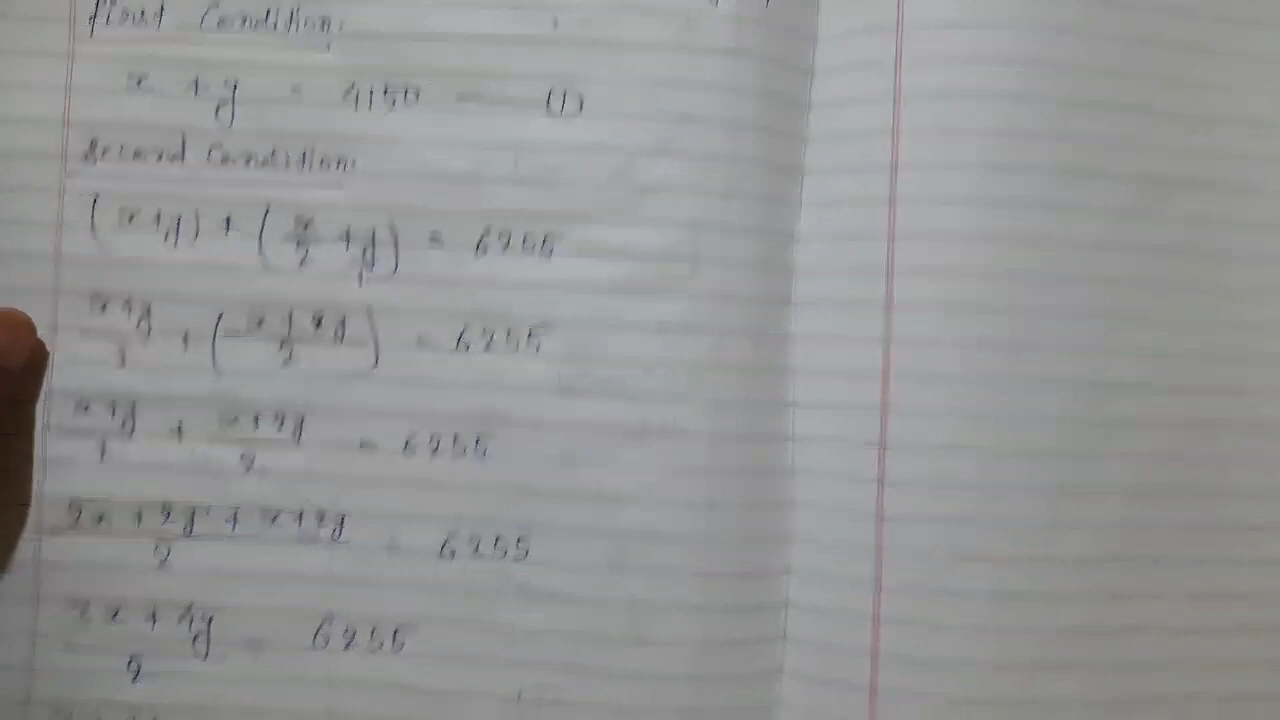 first Condition:
x + y = 4150 — (1)
second condition:
(x+y) + (x/2 + y) = 6255
x+y/1 + (x+2y/2) = 6255
x+y/1 + x+2y/2 = 6255
2x + 2y + x+2y/2 = 6255
3x + 4y/2 = 6255